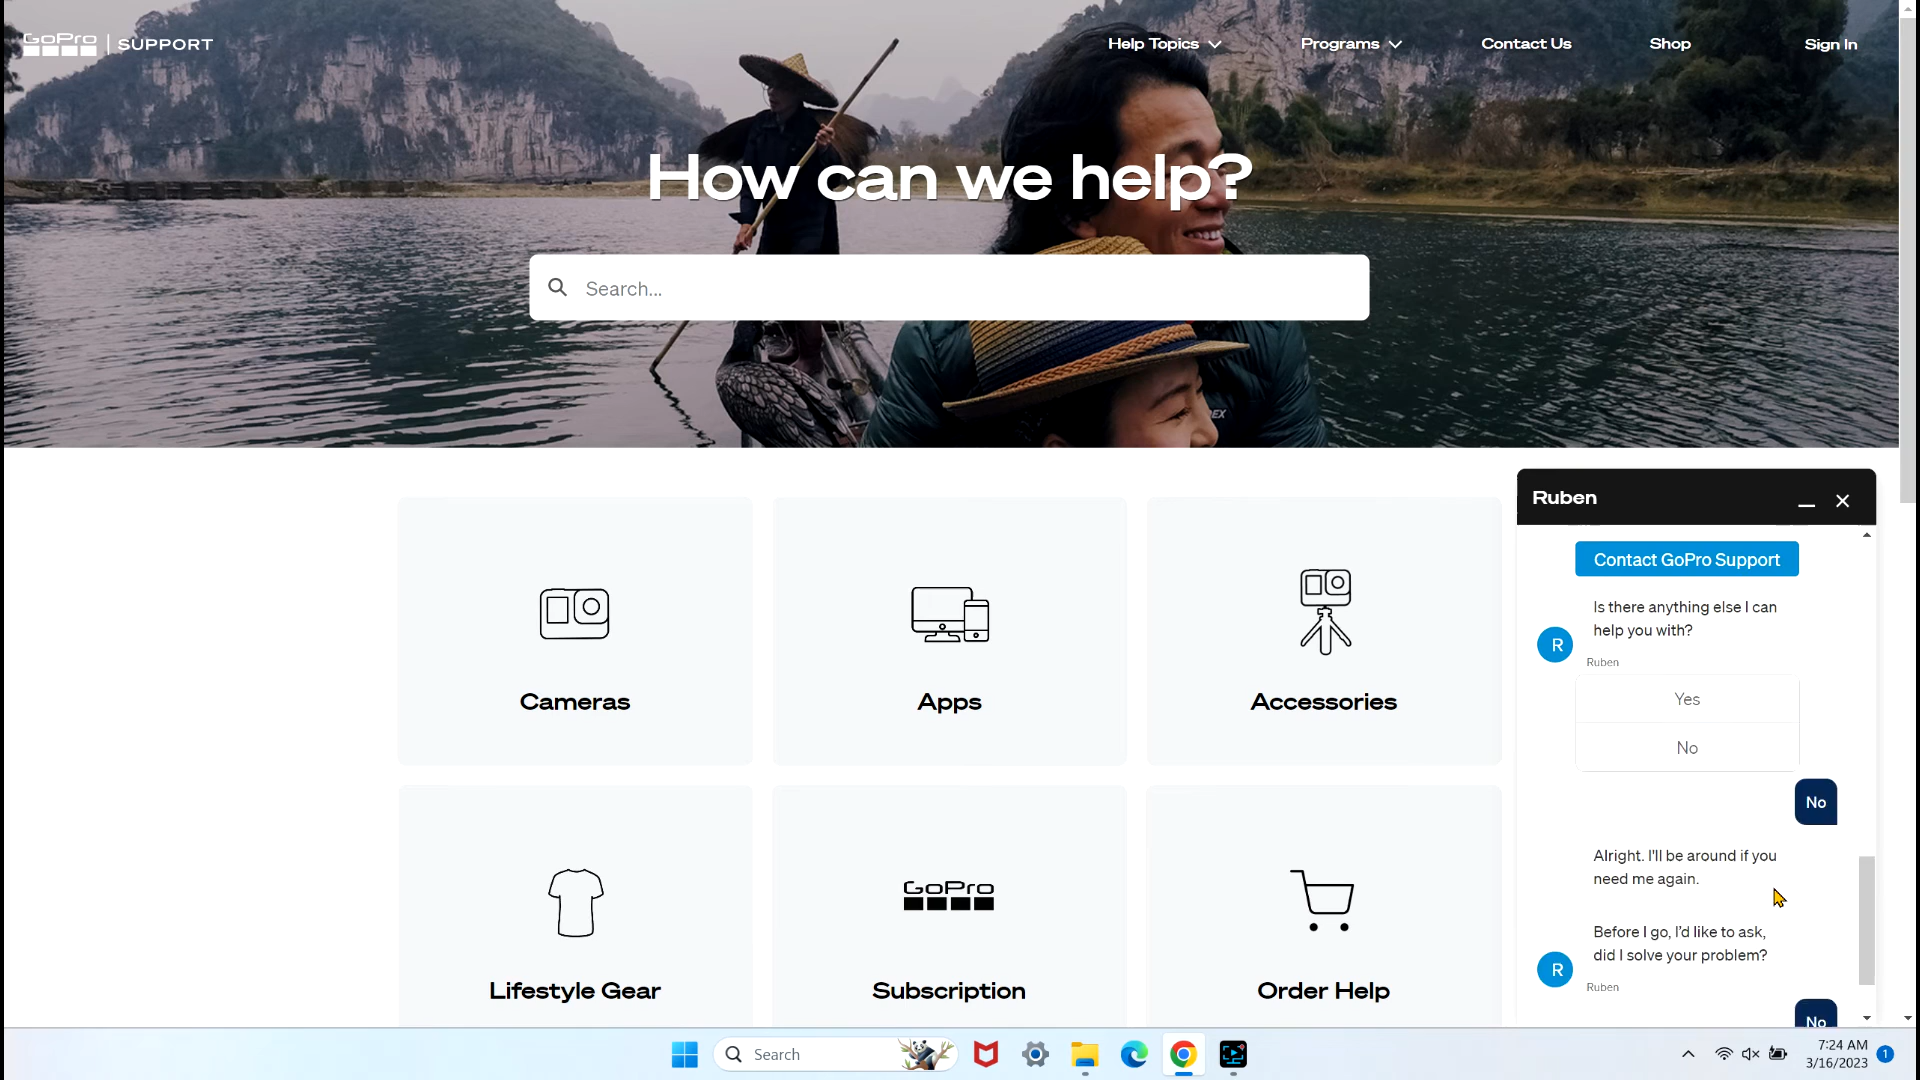 GoPro | SUPPORT
Help Topics
Programs
Contact Us
Shop
Sign In
How can we help?
Search...
Cameras
Apps
Accessories
Lifestyle Gear
GoPro
Subscription
Order Help
Ruben
Contact GoPro Support
Is there anything else I can
help you with?
R
Ruben
Yes
No
No
Alright. I'll be around if you
need me again.
Before I go, I'd like to ask,
did I solve your problem?
R
Ruben
No
Search
7:24 AM
3/16/2023
1